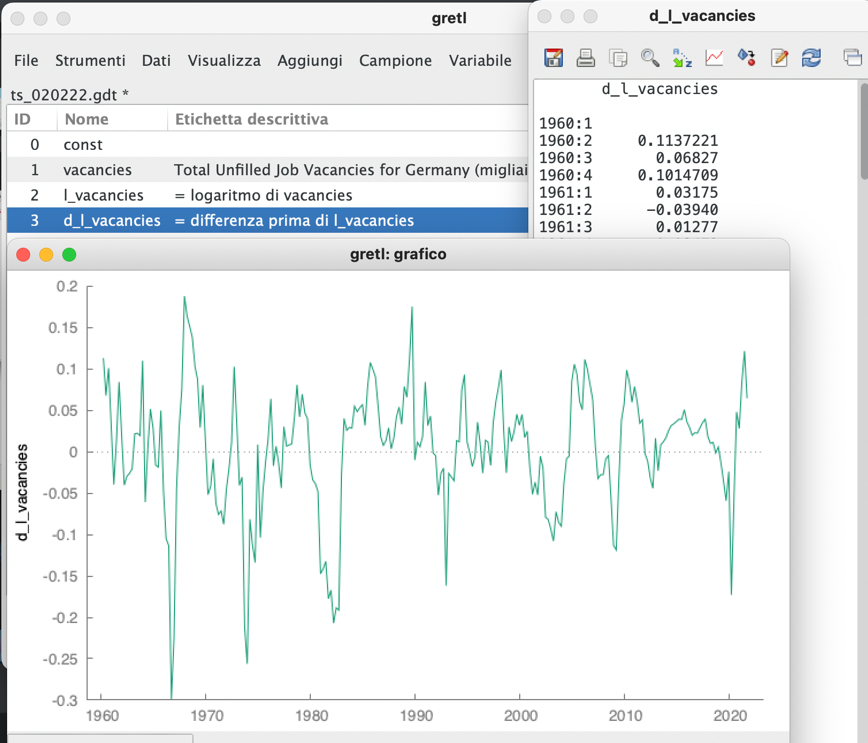 gretl
File Strumenti Dati Visualizza Aggiungi Campione Variabile
ts_020222.gdt *
ID Nome Etichetta descrittiva
0 const
1 vacancies Total Unfilled Job Vacancies for Germany (migliai
2 l_vacancies = logaritmo di vacancies
3 d_l_vacancies = differenza prima di l_vacancies
d_l_vacancies
d_l_vacancies
1960:1
1960:2 0.1137221
1960:3 0.06827
1960:4 0.1014709
1961:1 0.03175
1961:2 -0.03940
1961:3 0.01277
gretl: grafico
d_l_vacancies
0.2
0.15
0.1
0.05
0
-0.05
-0.1
-0.15
-0.2
-0.25
-0.3
1960 1970 1980 1990 2000 2010 2020